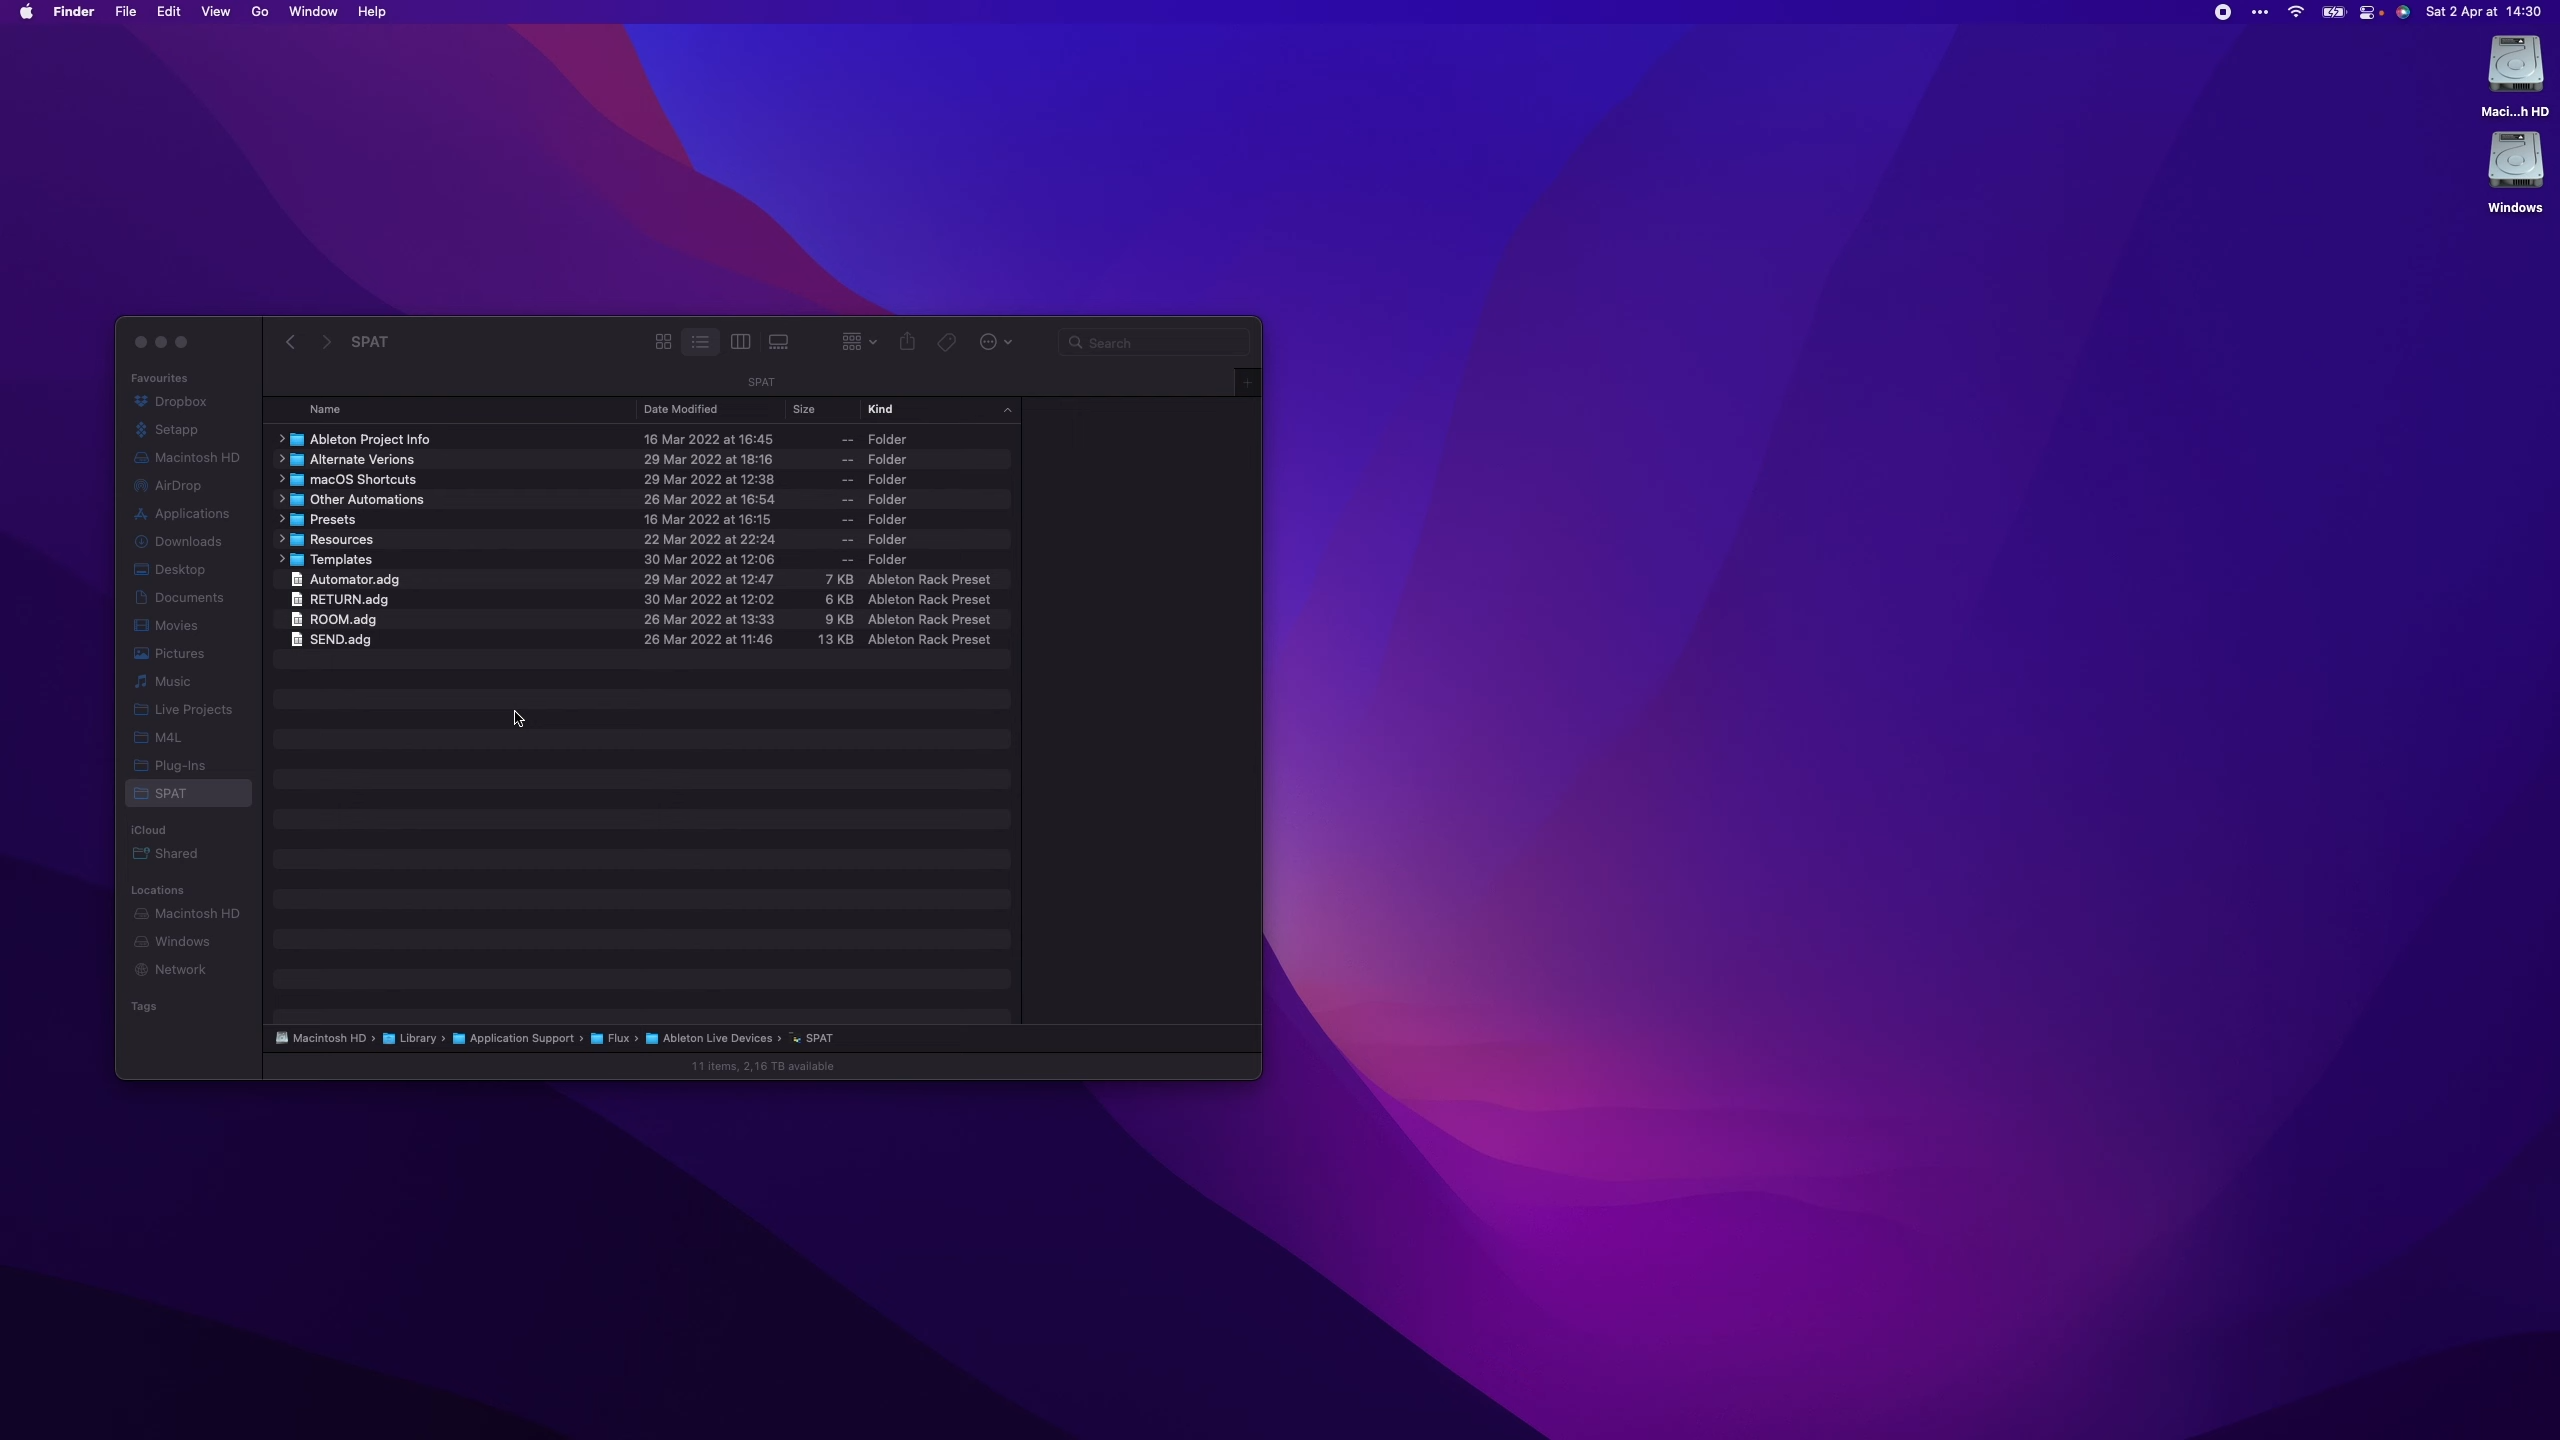 Finder File Edit View Go Window Help Sat 2 Apr at 14:30
Maci...h HD
Windows
SPAT Search
SPAT
Favourites
Dropbox
Setapp
Macintosh HD
AirDrop
Applications
Downloads
Desktop
Documents
Movies
Pictures
Music
Live Projects
M4L
Plug-Ins
SPAT
iCloud
Shared
Locations
Macintosh HD
Windows
Network
Tags
Name Date Modified Size Kind
Ableton Project Info 16 Mar 2022 at 16:45 -- Folder
Alternate Verions 29 Mar 2022 at 18:16 -- Folder
macOS Shortcuts 29 Mar 2022 at 12:38 -- Folder
Other Automations 26 Mar 2022 at 16:54 -- Folder
Presets 16 Mar 2022 at 16:15 -- Folder
Resources 22 Mar 2022 at 22:24 -- Folder
Templates 30 Mar 2022 at 12:06 -- Folder
Automator.adg 29 Mar 2022 at 12:47 7 KB Ableton Rack Preset
RETURN.adg 30 Mar 2022 at 12:02 6 KB Ableton Rack Preset
ROOM.adg 26 Mar 2022 at 13:33 9 KB Ableton Rack Preset
SEND.adg 26 Mar 2022 at 11:46 13 KB Ableton Rack Preset
Macintosh HD › Library › Application Support › Flux › Ableton Live Devices › SPAT
11 items, 2,16 TB available